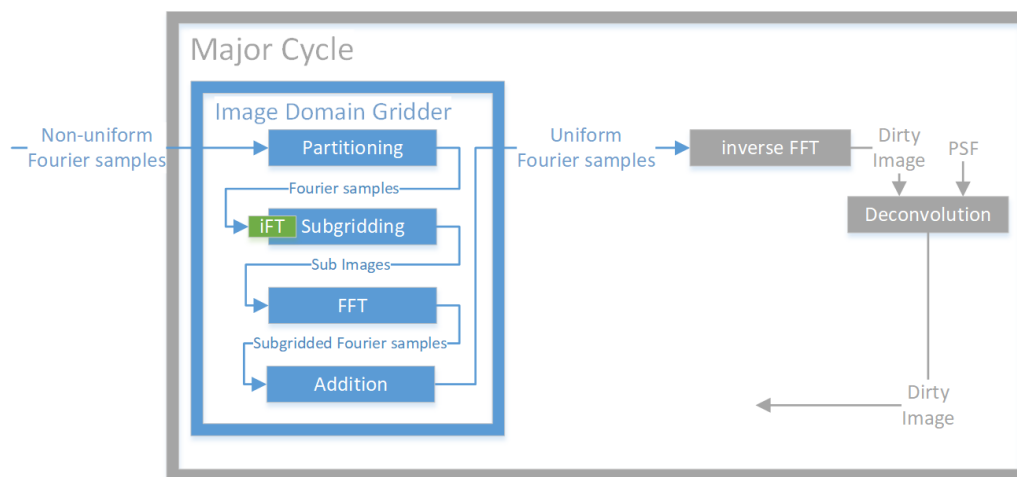 Major Cycle
Image Domain Gridder
Non-uniform
Fourier samples
Partitioning
Fourier samples
iFT
Subgridding
Sub Images
FFT
Subgridded Fourier samples
Addition
Uniform
Fourier samples
inverse FFT
Dirty
Image
PSF
Deconvolution
Dirty
Image